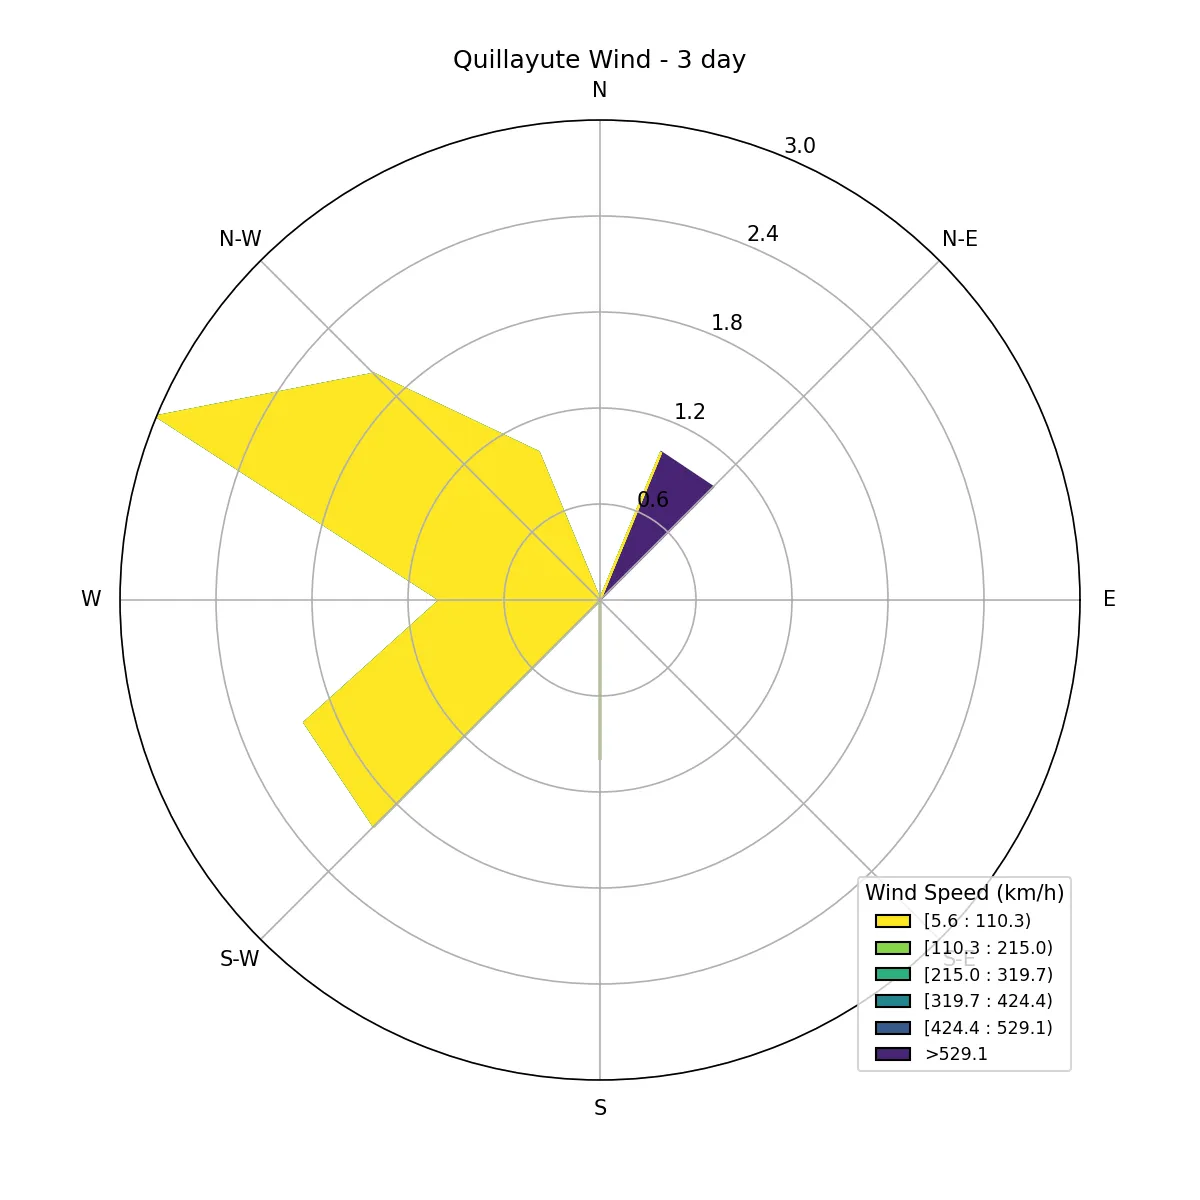 Quillayute Wind - 3 day
N
3.0
2.4
N-W
N-E
1.8
1.2
0.6
W
E
Wind Speed (km/h)
[5.6 : 110.3)
[110.3 : 215.0)
S-W
S-E
[215.0 : 319.7)
[319.7 : 424.4)
[424.4 : 529.1)
>529.1
S